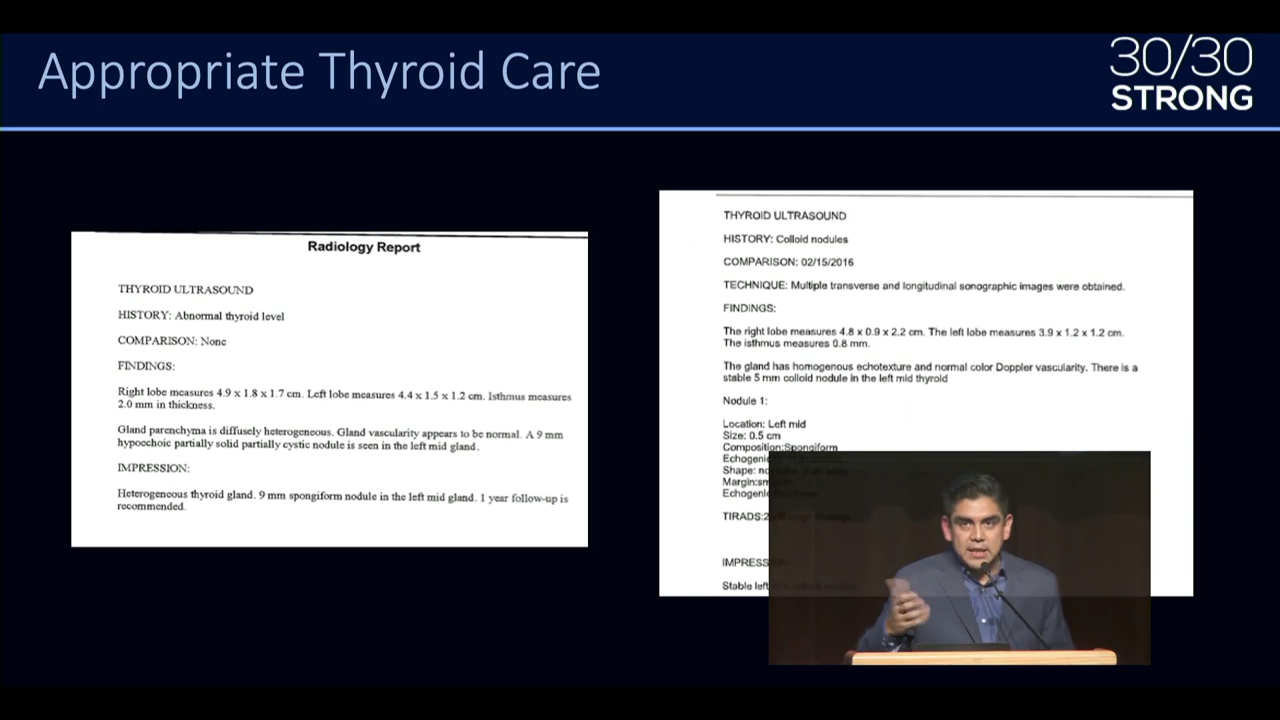 Appropriate Thyroid Care
30/30
STRONG
Radiology Report
THYROID ULTRASOUND
HISTORY: Abnormal thyroid level
COMPARISON: None
FINDINGS:
Right lobe measures 4.9 x 1.8 x 1.7 cm. Left lobe measures 4.4 x 1.5 x 1.2 cm. Isthmus measures
2.0 mm in thickness.
Gland parenchyma is diffusely heterogeneous. Gland vascularity appears to be normal. A 9 mm
hypoechoic partially solid partially cystic nodule is seen in the left mid gland.
IMPRESSION:
Heterogeneous thyroid gland. 9 mm spongiform nodule in the left mid gland. 1 year follow-up is
recommended.
THYROID ULTRASOUND
HISTORY: Colloid nodules
COMPARISON: 02/15/2016
TECHNIQUE: Multiple transverse and longitudinal sonographic images were obtained.
FINDINGS:
The right lobe measures 4.8 x 0.9 x 2.2 cm. The left lobe measures 3.9 x 1.2 x 1.2 cm.
The isthmus measures 0.8 mm.
The gland has homogenous echotexture and normal color Doppler vascularity. There is a
stable 5 mm colloid nodule in the left mid thyroid
Nodule 1:
Location: Left mid
Size: 0.5 cm
Composition:Spongiform
Shape:
TIRADS:2
Stable left